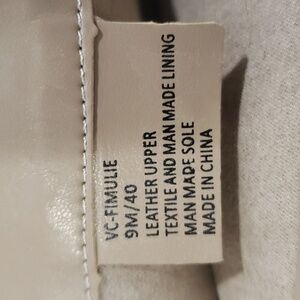 VC-FIMULIE
9M/40
LEATHER UPPER
TEXTILE AND MAN MADE LINING
MAN MADE SOLE
MADE IN CHINA